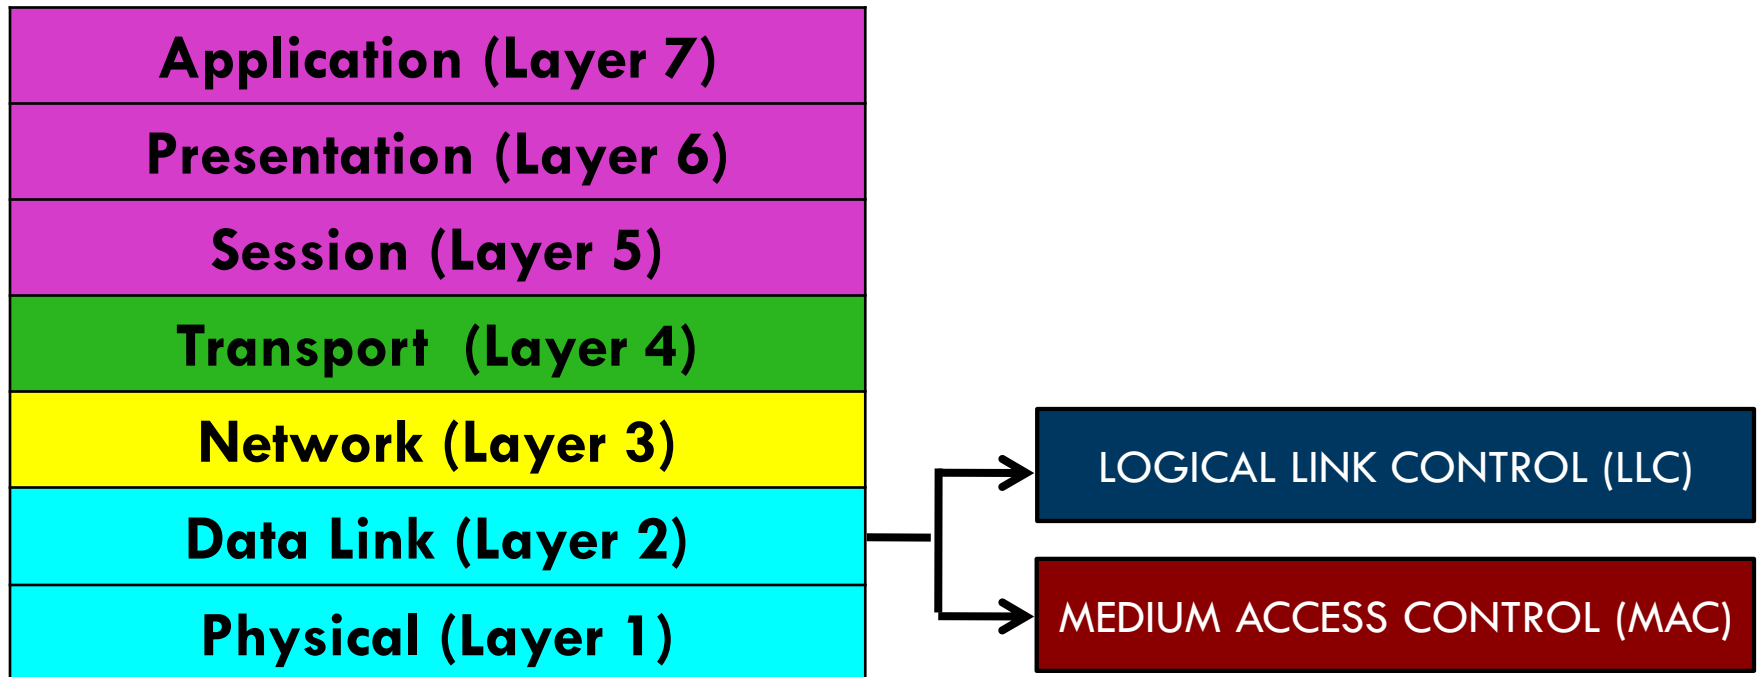 Application (Layer 7)
Presentation (Layer 6)
Session (Layer 5)
Transport  (Layer 4)
Network (Layer 3)
Data Link (Layer 2)
Physical (Layer 1)
LOGICAL LINK CONTROL (LLC)
MEDIUM ACCESS CONTROL (MAC)